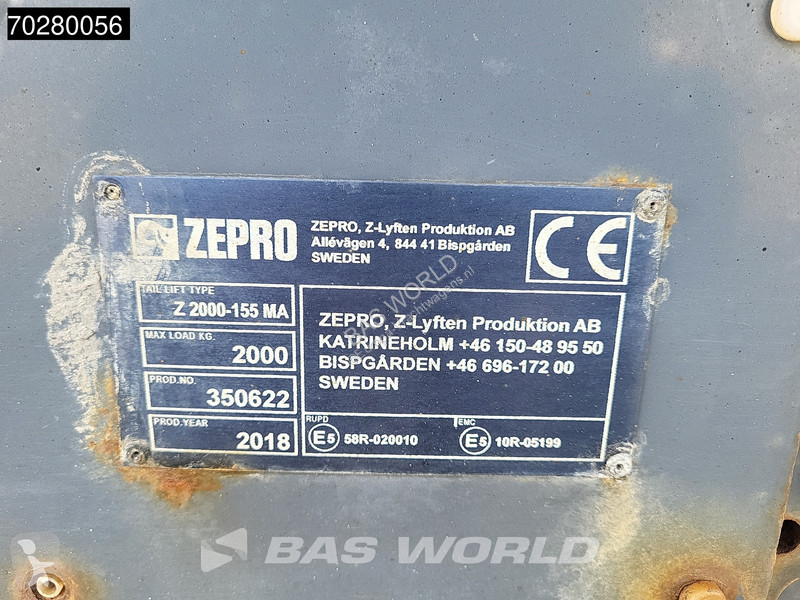 70280056
ZEPRO
ZEPRO, Z-Lyften Produktion AB
Allévägen 4, 844 41 Bispgården
SWEDEN
CE
TAIL LIFT TYPE
Z 2000-155 MA
MAX LOAD KG.
2000
PROD.NO.
350622
PROD.YEAR
2018
ZEPRO, Z-Lyften Produktion AB
KATRINEHOLM +46 150-48 95 50
BISPGÅRDEN +46 696-172 00
SWEDEN
RUPD
E5 58R-020010
EMC
E5 10R-05199
BAS WORLD
BAS WORLD